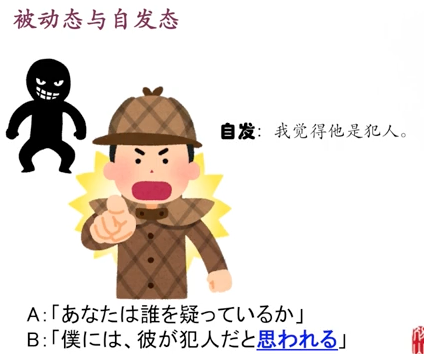 被动态与自发态
自发：我觉得他是犯人。
A：「あなたは誰を疑っているか」
B：「僕には、彼が犯人だと思われる」